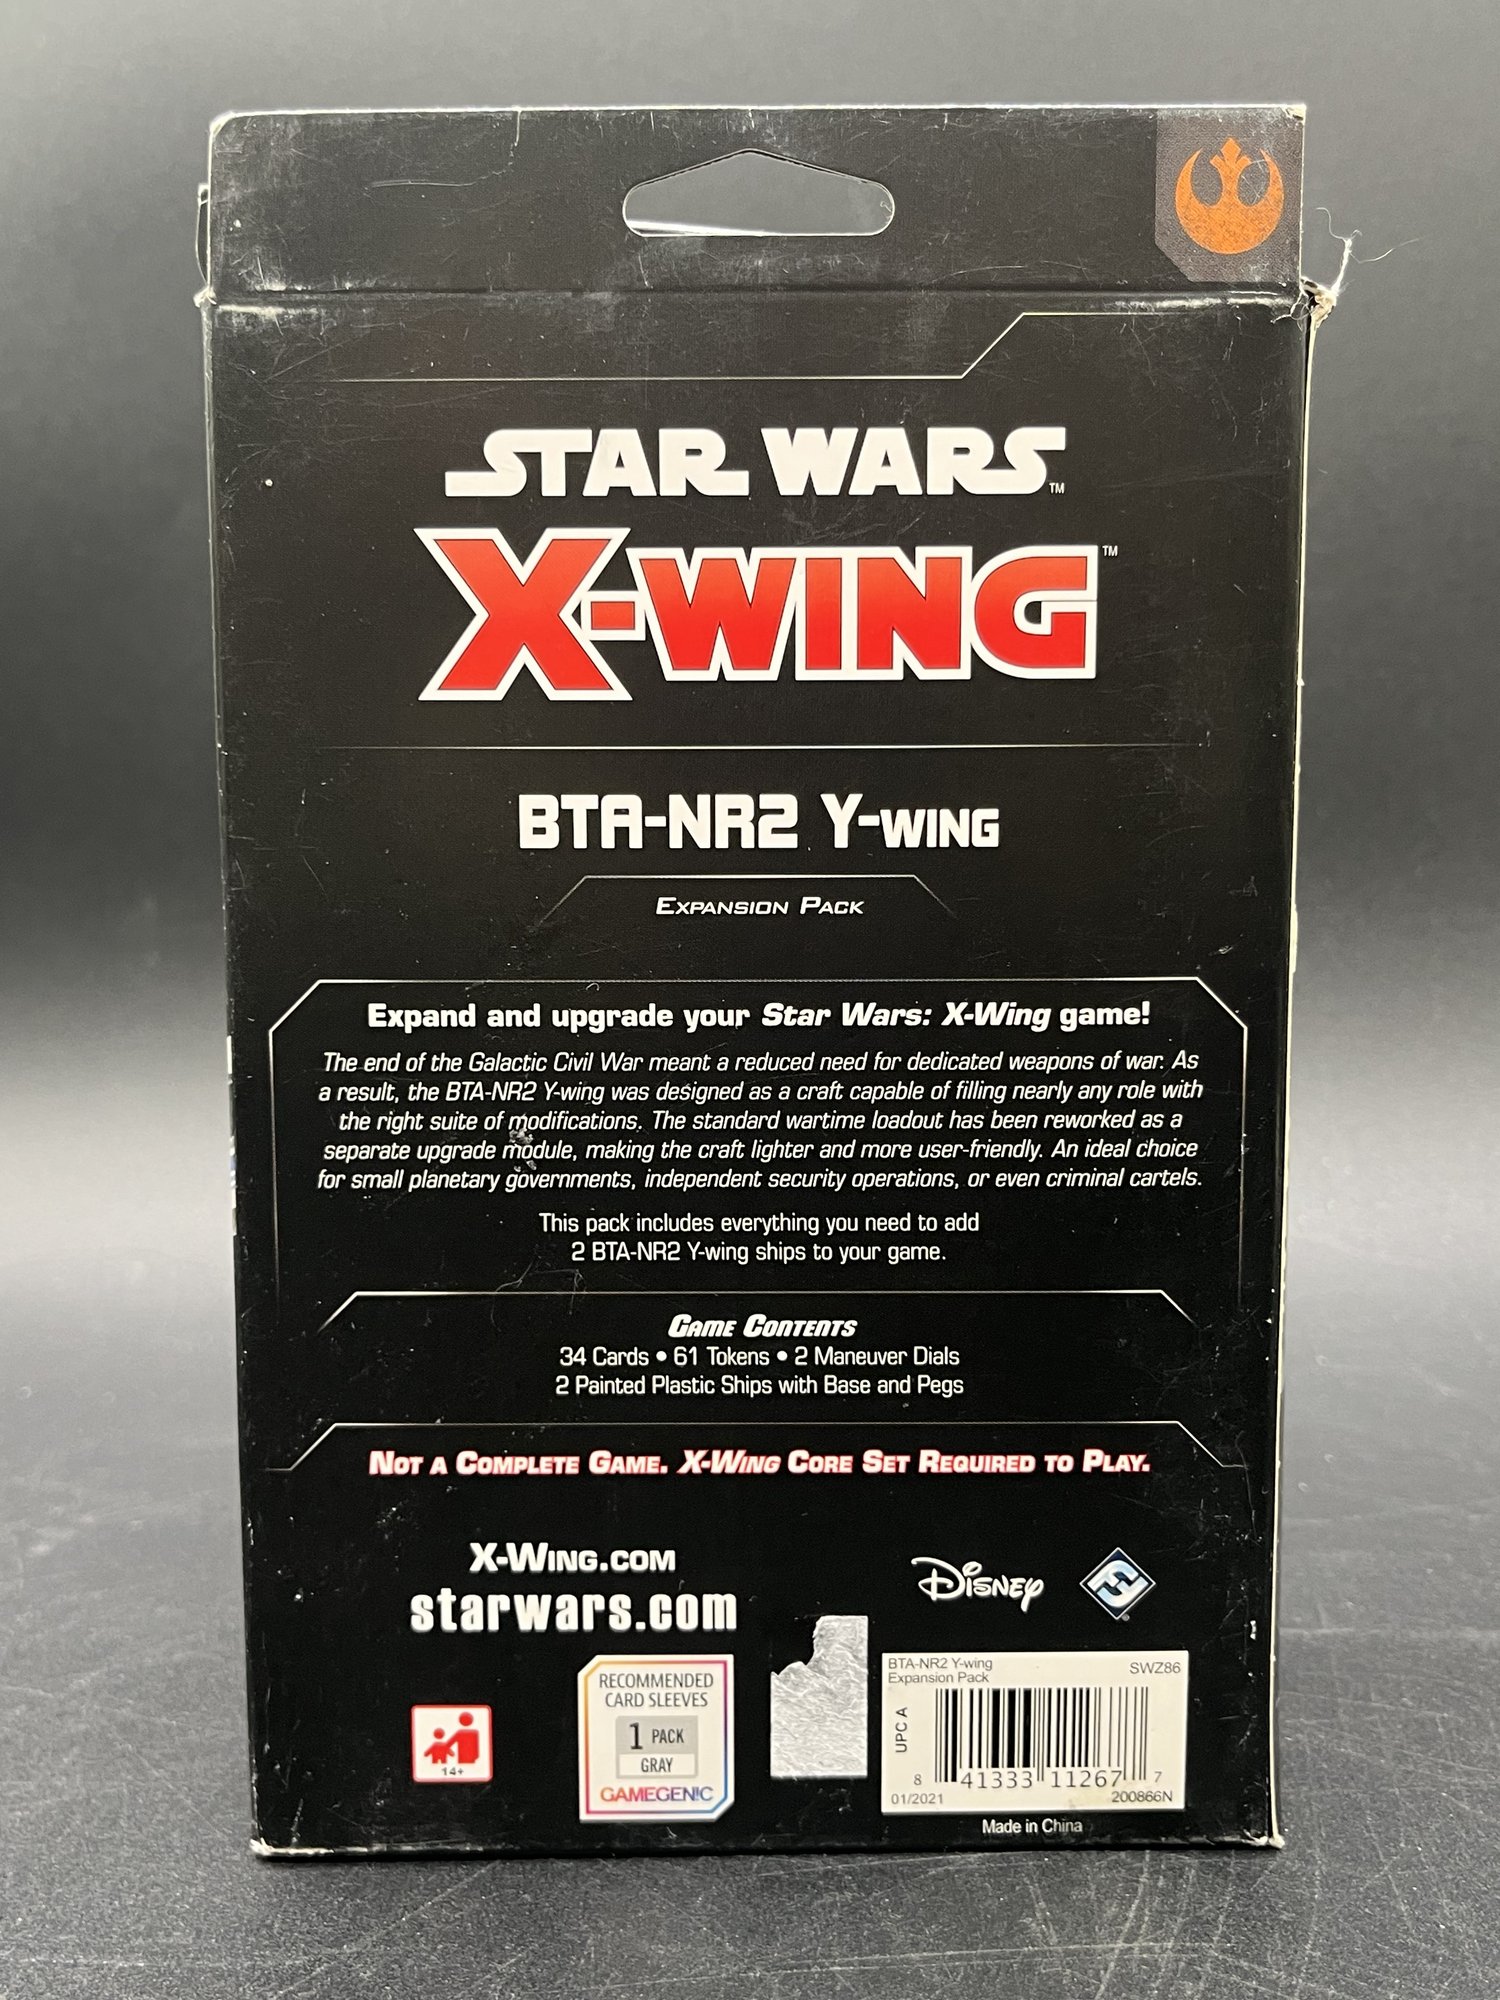 STAR WARS™
X-WING™
BTA-NR2 Y-WING
EXPANSION PACK
Expand and upgrade your Star Wars: X-Wing game!
The end of the Galactic Civil War meant a reduced need for dedicated weapons of war. As
a result, the BTA-NR2 Y-wing was designed as a craft capable of filling nearly any role with
the right suite of modifications. The standard wartime loadout has been reworked as a
separate upgrade module, making the craft lighter and more user-friendly. An ideal choice
for small planetary governments, independent security operations, or even criminal cartels.
This pack includes everything you need to add
2 BTA-NR2 Y-wing ships to your game.
GAME CONTENTS
34 Cards • 61 Tokens • 2 Maneuver Dials
2 Painted Plastic Ships with Base and Pegs
NOT A COMPLETE GAME. X-WING CORE SET REQUIRED TO PLAY.
X-WING.COM
starwars.com
DISNEY
FF
14+
RECOMMENDED
CARD SLEEVES
1 PACK
GRAY
GAMEGENIC
BTA-NR2 Y-wing
Expansion Pack
SWZ86
UPC A
8 41333 11267 7
01/2021
200866N
Made in China